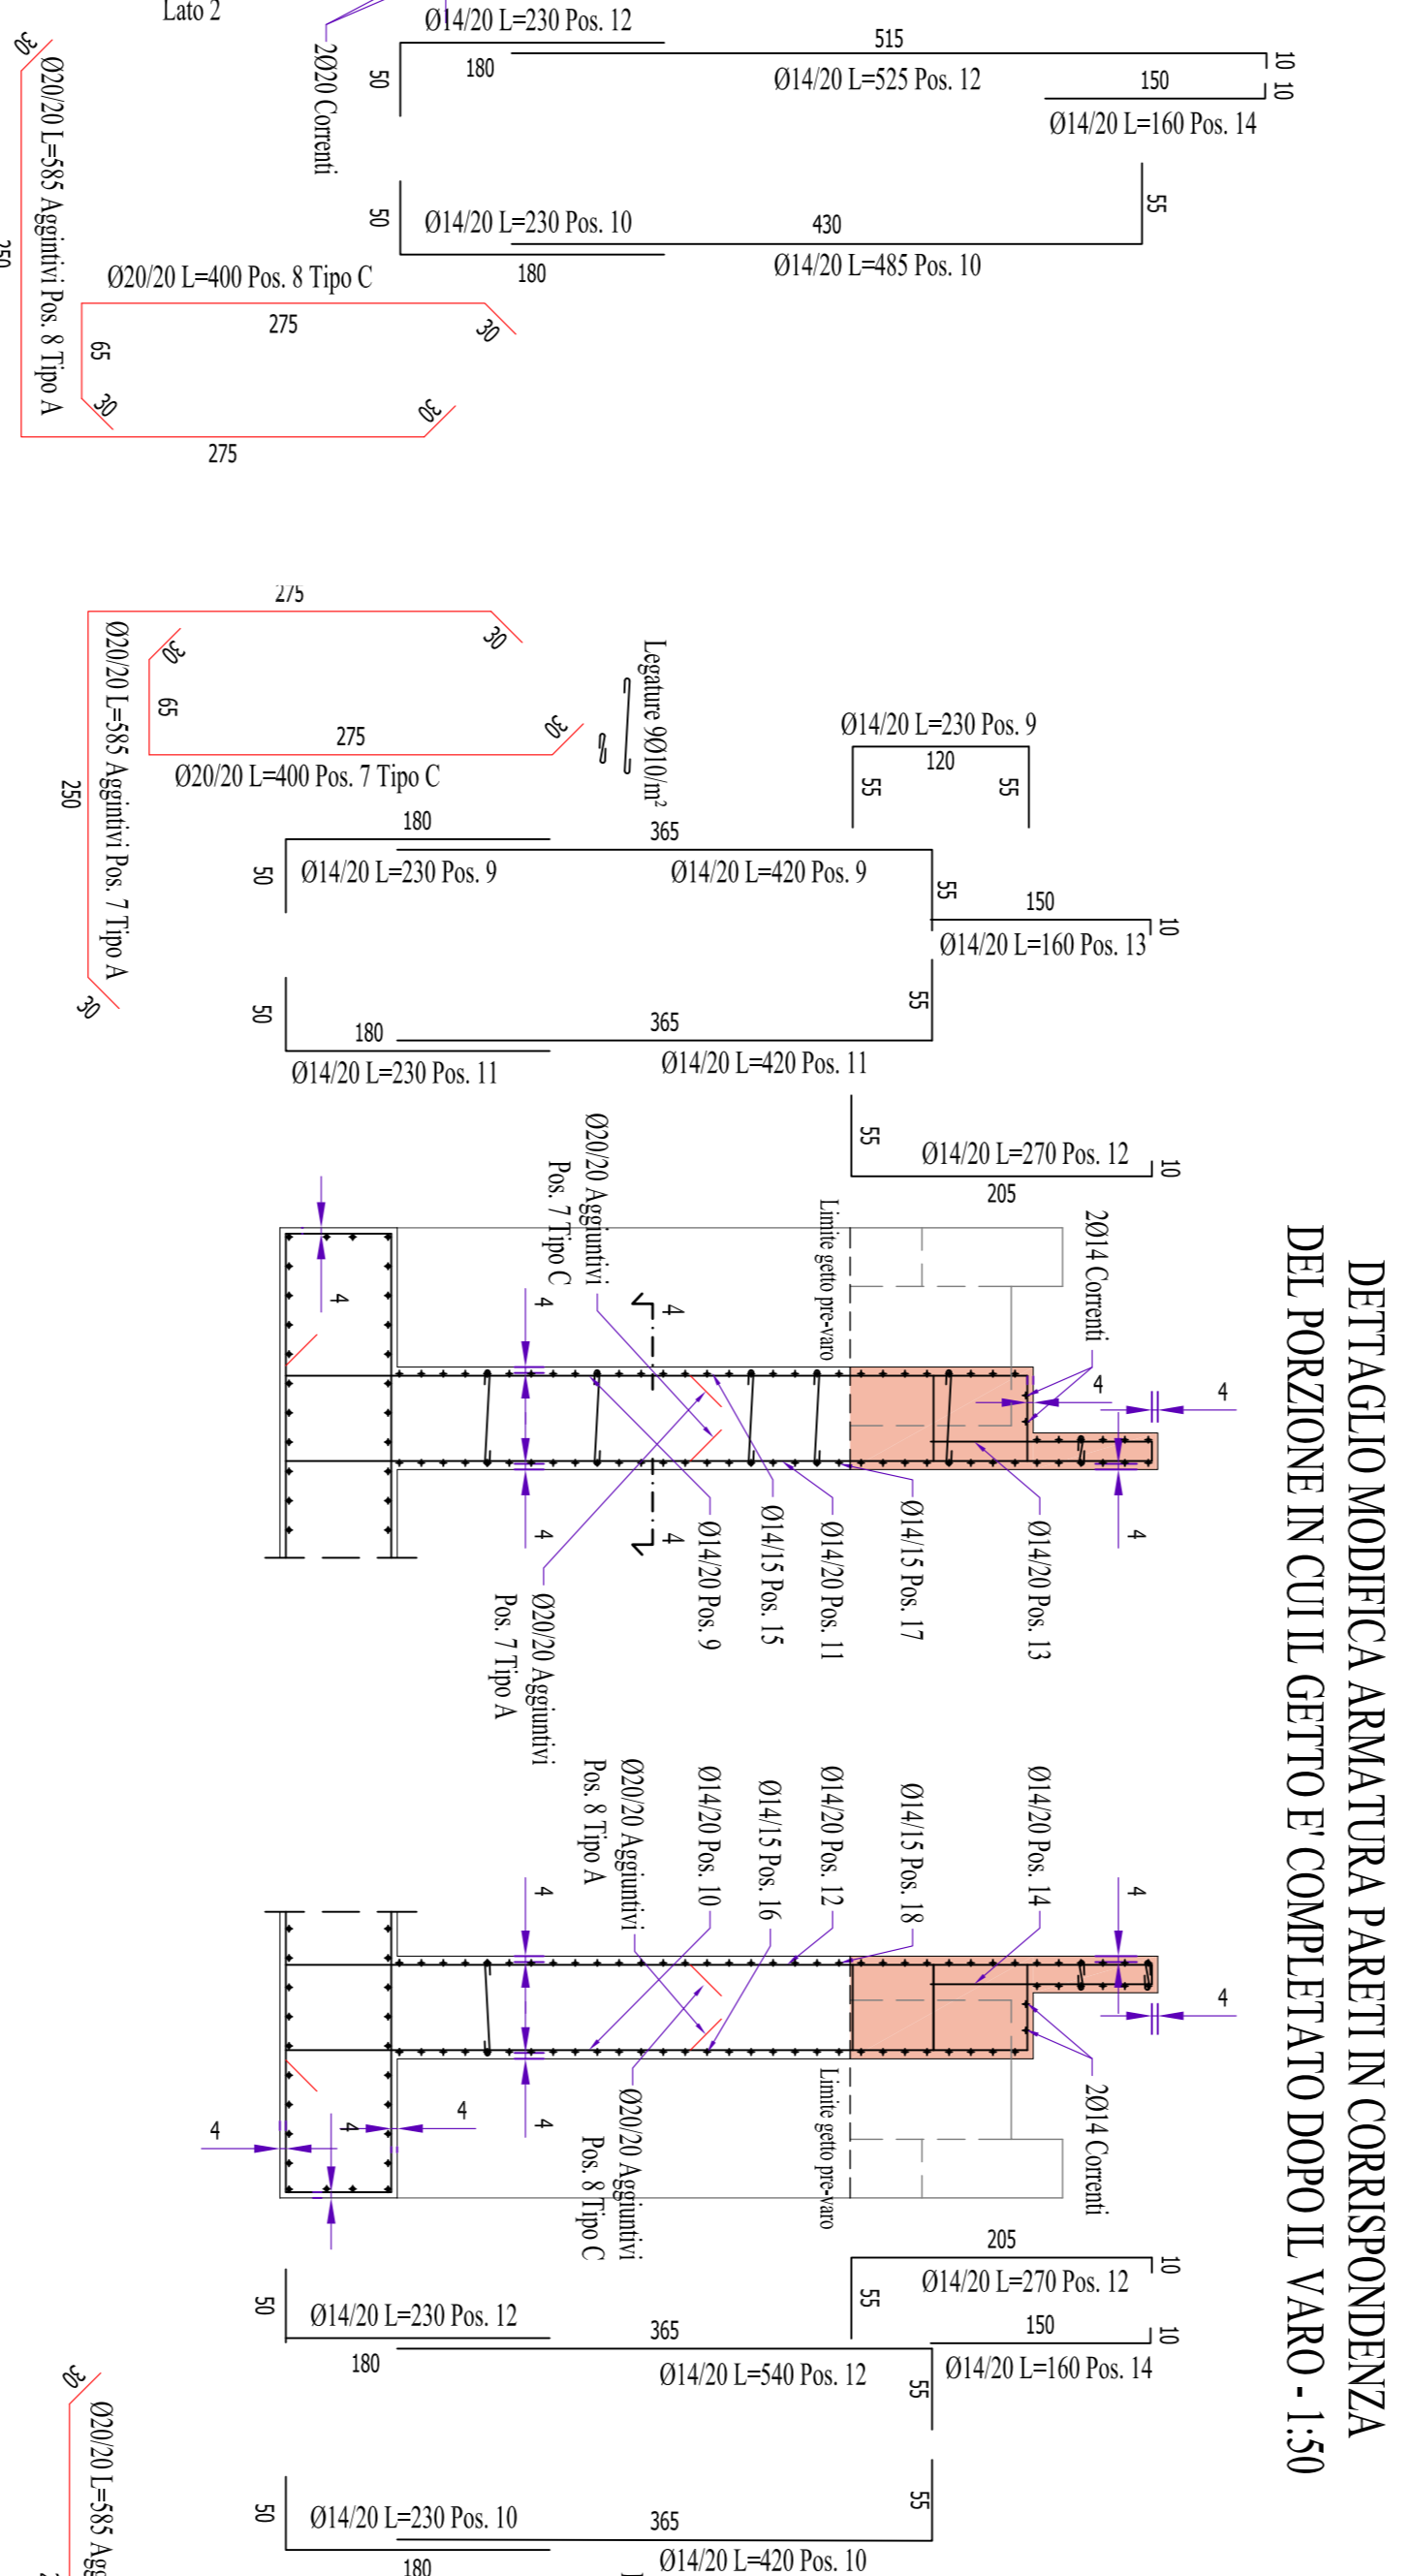 DETTAGLIO MODIFICA ARMATURA PARETI IN CORRISPONDENZA
DEL PORZIONE IN CUI IL GETTO E' COMPLETATO DOPO IL VARO - 1:50
Lato 2
2Ø20 Correnti
Ø14/20 L=230 Pos. 12
180
50
515
Ø14/20 L=525 Pos. 12
10
10
150
Ø14/20 L=160 Pos. 14
55
50
Ø14/20 L=230 Pos. 10
180
430
Ø14/20 L=485 Pos. 10
30
Ø20/20 L=585 Aggintivi Pos. 8 Tipo A
250
Ø20/20 L=400 Pos. 8 Tipo C
275
30
65
30
30
275
275
30
30
65
Ø20/20 L=585 Aggintivi Pos. 7 Tipo A
250
30
275
30
Ø20/20 L=400 Pos. 7 Tipo C
Legature 9Ø10/m²
Ø14/20 L=230 Pos. 9
120
55
55
180
50
Ø14/20 L=230 Pos. 9
365
Ø14/20 L=420 Pos. 9
55
150
10
Ø14/20 L=160 Pos. 13
55
50
180
Ø14/20 L=230 Pos. 11
365
Ø14/20 L=420 Pos. 11
55
Ø14/20 L=270 Pos. 12
205
10
Ø20/20 Aggiuntivi
Pos. 7 Tipo C
Limite getto pre-varo
2Ø14 Correnti
4
4
4
4
4
4
4
4
4
Ø14/20 Pos. 13
Ø14/15 Pos. 17
Ø14/20 Pos. 11
Ø14/15 Pos. 15
Ø14/20 Pos. 9
Ø20/20 Aggiuntivi
Pos. 7 Tipo A
Ø14/20 Pos. 14
Ø14/15 Pos. 18
Ø14/20 Pos. 12
Ø14/15 Pos. 16
Ø14/20 Pos. 10
Ø20/20 Aggiuntivi
Pos. 8 Tipo A
4
4
4
4
4
4
4
2Ø14 Correnti
Limite getto pre-varo
Ø20/20 Aggiuntivi
Pos. 8 Tipo C
205
10
Ø14/20 L=270 Pos. 12
55
50
Ø14/20 L=230 Pos. 12
180
365
Ø14/20 L=540 Pos. 12
55
150
10
Ø14/20 L=160 Pos. 14
55
50
Ø14/20 L=230 Pos. 10
180
365
Ø14/20 L=420 Pos. 10
30
Ø20/20 L=585 Agg